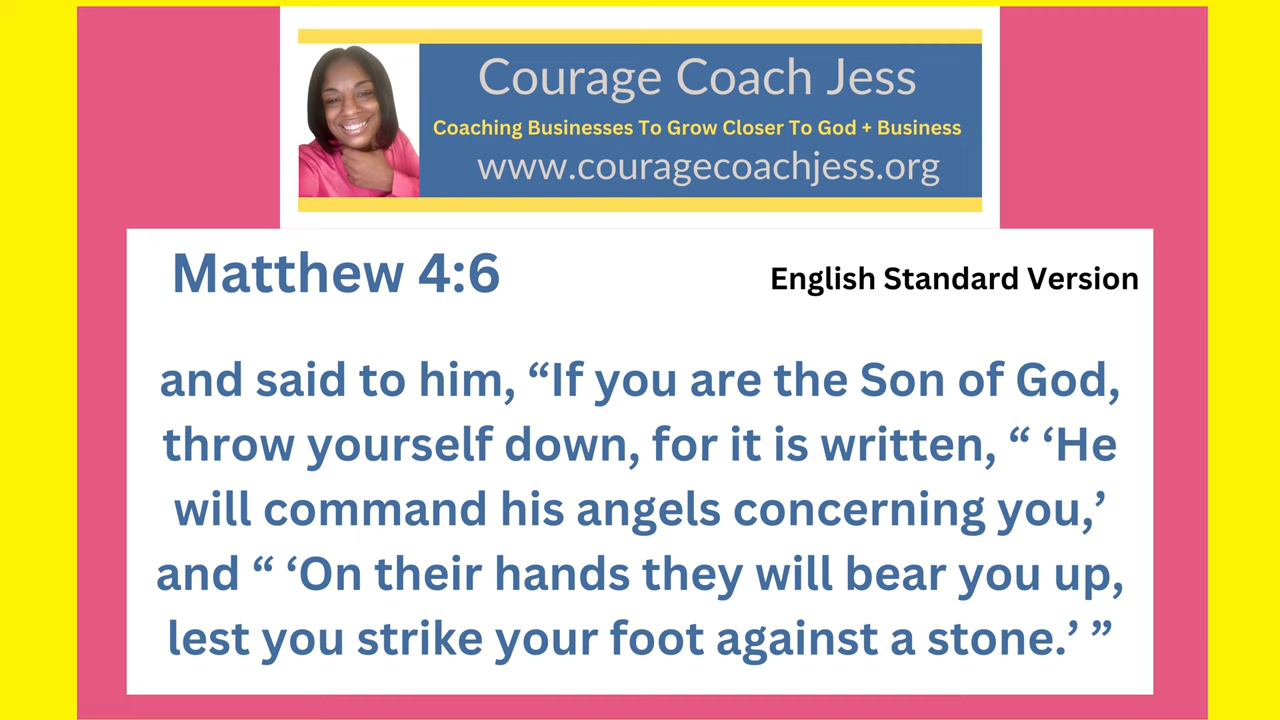 Courage Coach Jess
Coaching Businesses To Grow Closer To God + Business
www.couragecoachjess.org
Matthew 4:6
English Standard Version
and said to him, “If you are the Son of God,
throw yourself down, for it is written, “ ‘He
will command his angels concerning you,’
and “ ‘On their hands they will bear you up,
lest you strike your foot against a stone.’ ”